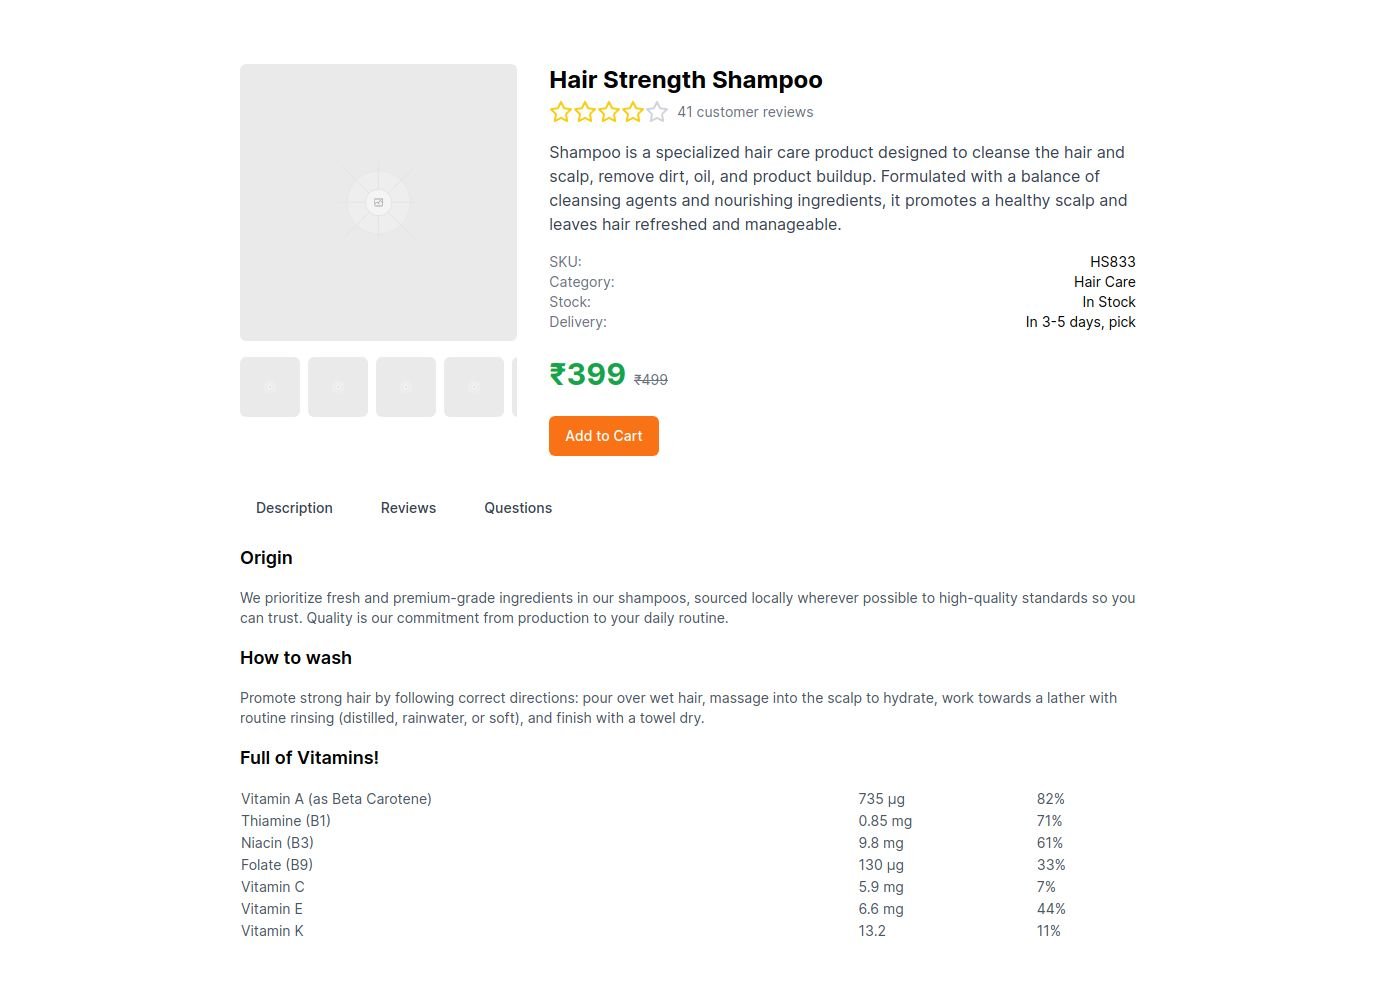 Hair Strength Shampoo
41 customer reviews
Shampoo is a specialized hair care product designed to cleanse the hair and
scalp, remove dirt, oil, and product buildup. Formulated with a balance of
cleansing agents and nourishing ingredients, it promotes a healthy scalp and
leaves hair refreshed and manageable.
SKU: HS833
Category: Hair Care
Stock: In Stock
Delivery: In 3-5 days, pick
₹399 ₹499
Add to Cart
Description Reviews Questions
Origin
We prioritize fresh and premium-grade ingredients in our shampoos, sourced locally wherever possible to high-quality standards so you
can trust. Quality is our commitment from production to your daily routine.
How to wash
Promote strong hair by following correct directions: pour over wet hair, massage into the scalp to hydrate, work towards a lather with
routine rinsing (distilled, rainwater, or soft), and finish with a towel dry.
Full of Vitamins!
Vitamin A (as Beta Carotene) 735 µg 82%
Thiamine (B1) 0.85 mg 71%
Niacin (B3) 9.8 mg 61%
Folate (B9) 130 µg 33%
Vitamin C 5.9 mg 7%
Vitamin E 6.6 mg 44%
Vitamin K 13.2 11%